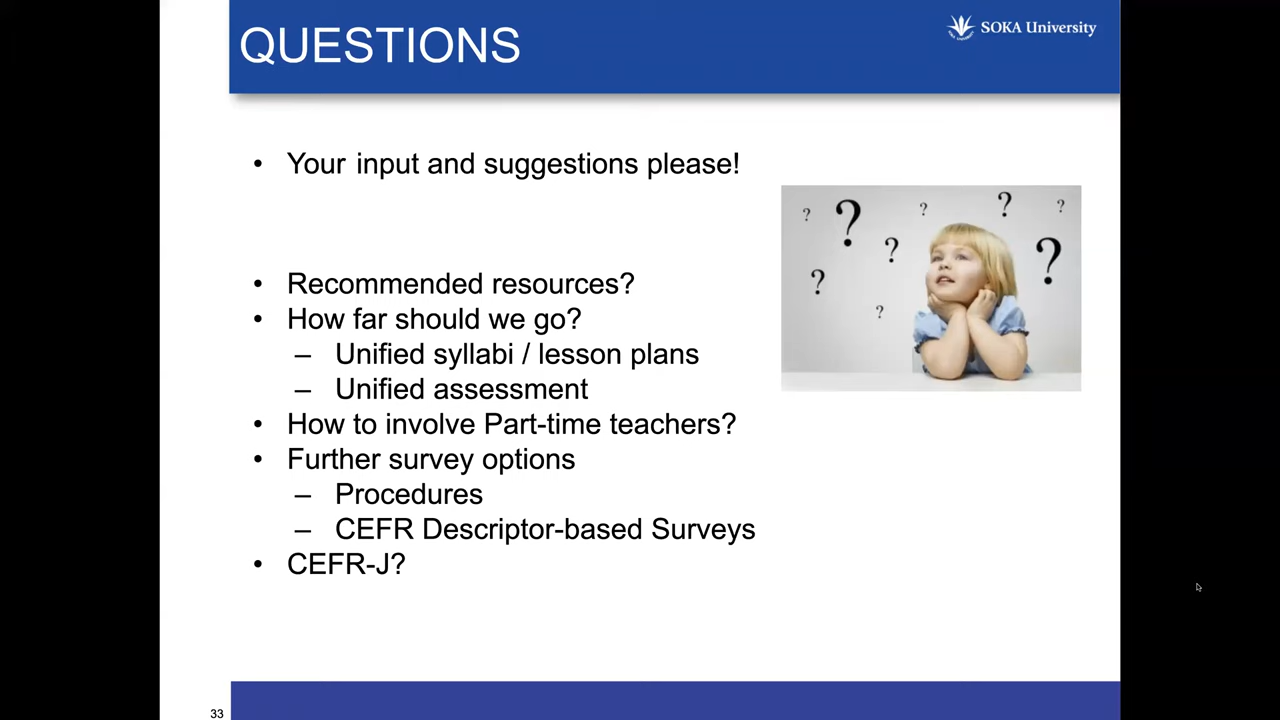 QUESTIONS
SOKA University
• Your input and suggestions please!
? ? ? ? ?
? ?
?
?
• Recommended resources?
• How far should we go?
– Unified syllabi / lesson plans
– Unified assessment
• How to involve Part-time teachers?
• Further survey options
– Procedures
– CEFR Descriptor-based Surveys
• CEFR-J?
33